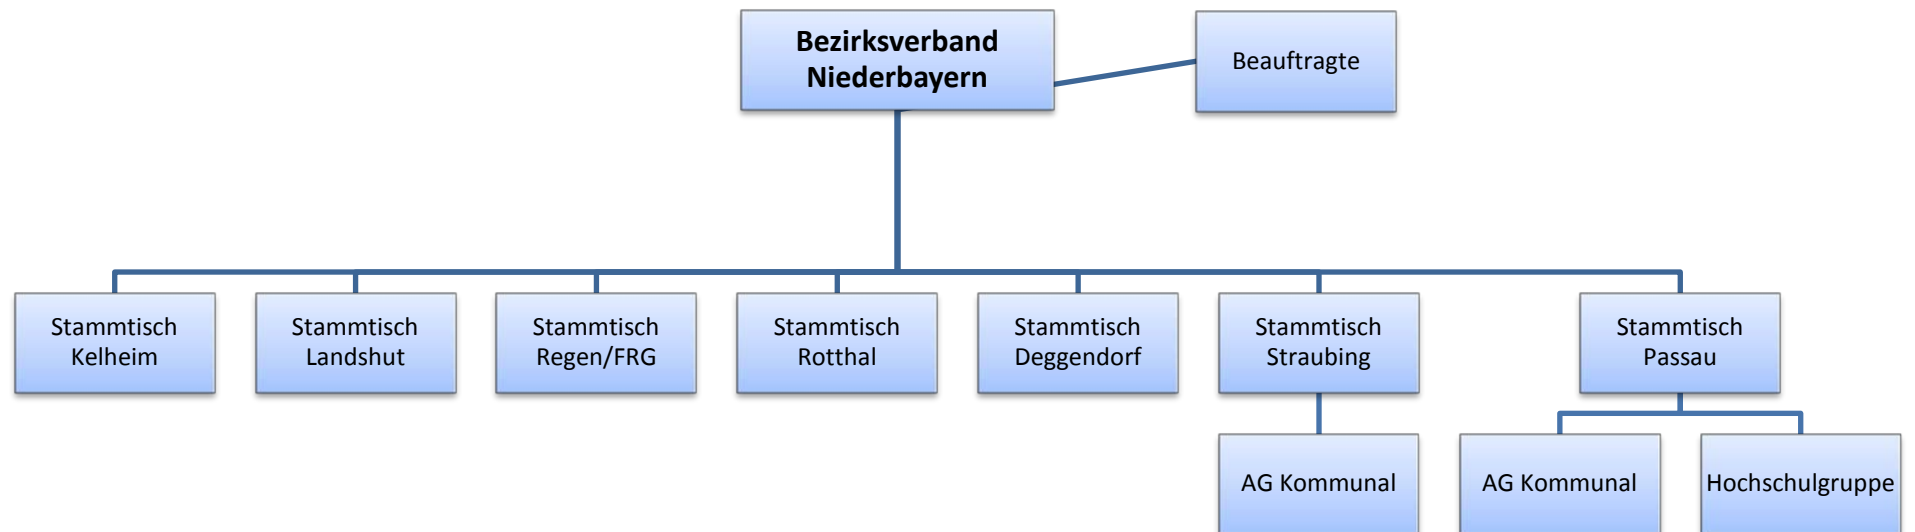 Bezirksverband
Niederbayern
Beauftragte
Stammtisch
Kelheim
Stammtisch
Landshut
Stammtisch
Regen/FRG
Stammtisch
Rotthal
Stammtisch
Deggendorf
Stammtisch
Straubing
Stammtisch
Passau
AG Kommunal
AG Kommunal
Hochschulgruppe